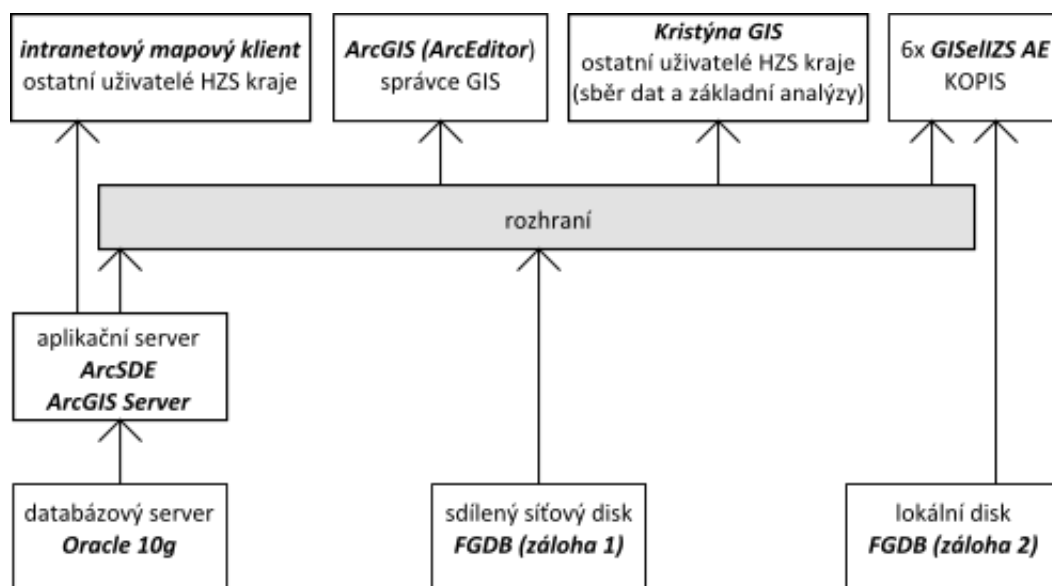 intranetový mapový klient
ostatní uživatelé HZS kraje
ArcGIS (ArcEditor)
správce GIS
Kristýna GIS
ostatní uživatelé HZS kraje
(sběr dat a základní analýzy)
6x GISelIZS AE
KOPIS
rozhraní
aplikační server
ArcSDE
ArcGIS Server
databázový server
Oracle 10g
sdílený síťový disk
FGDB (záloha 1)
lokální disk
FGDB (záloha 2)